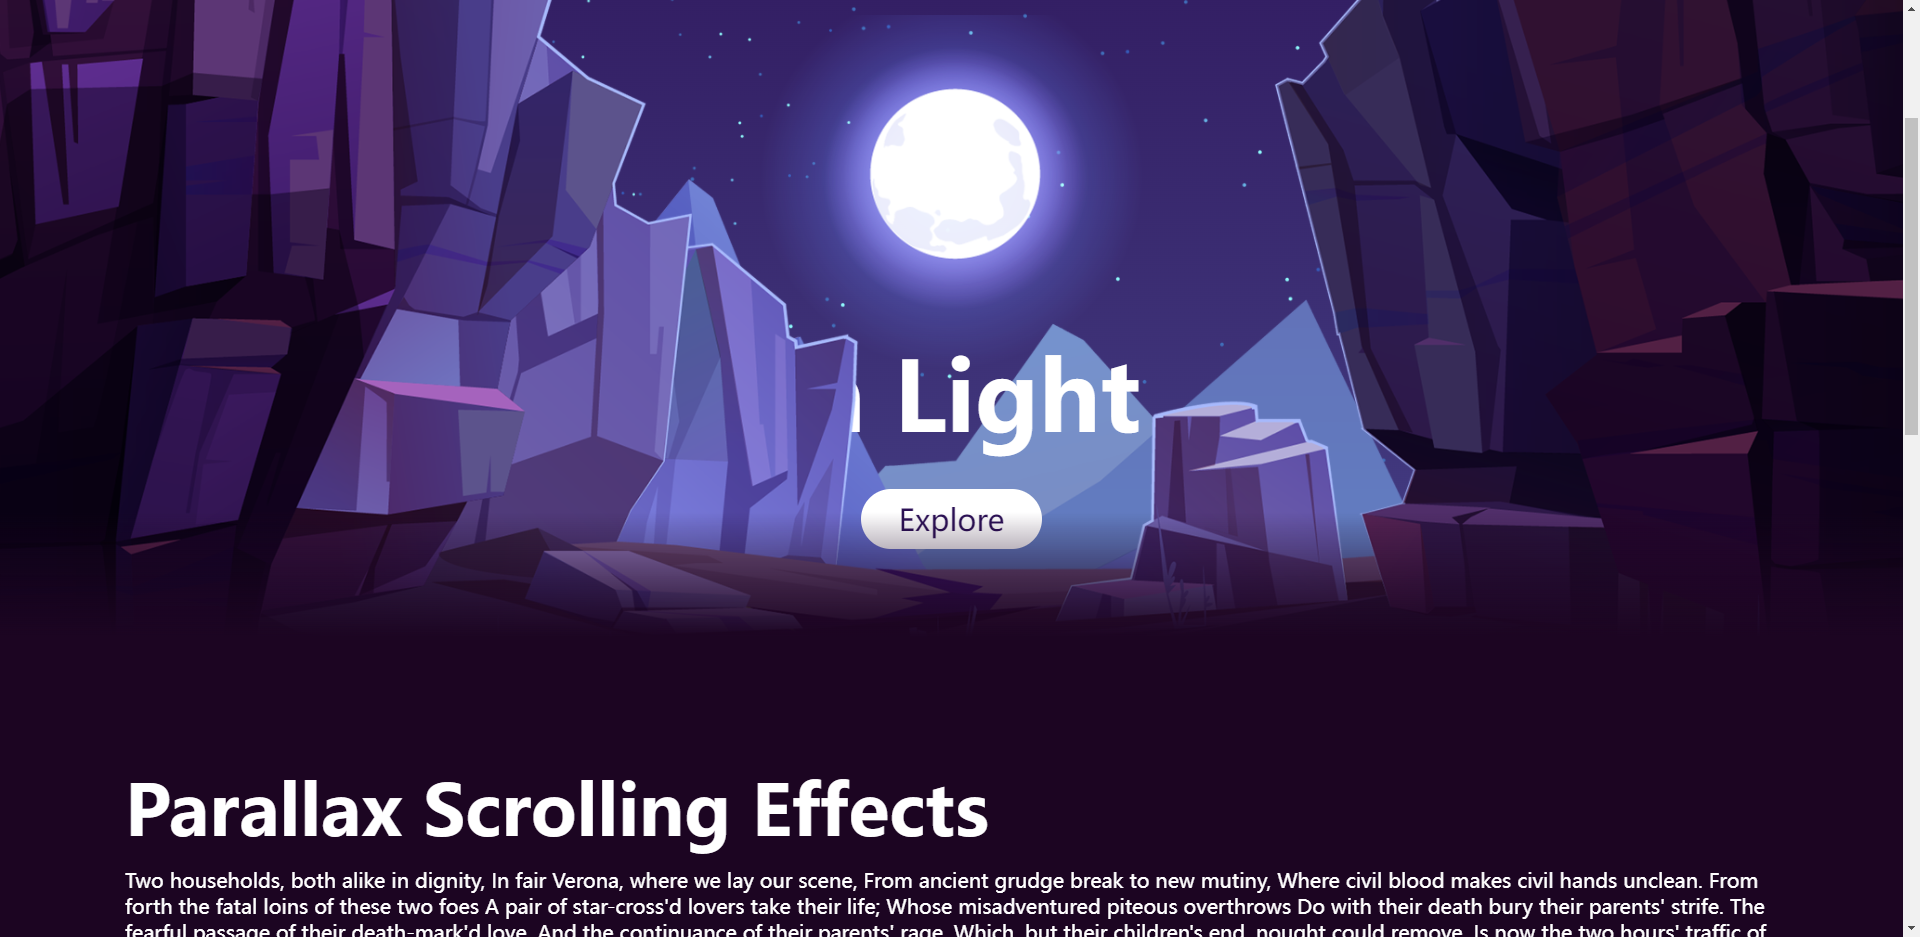 Light
Explore
Parallax Scrolling Effects
Two households, both alike in dignity, In fair Verona, where we lay our scene, From ancient grudge break to new mutiny, Where civil blood makes civil hands unclean. From
forth the fatal loins of these two foes A pair of star-cross'd lovers take their life; Whose misadventured piteous overthrows Do with their death bury their parents' strife. The
fearful passage of their death-mark'd love, And the continuance of their parents' rage, Which, but their children's end, nought could remove, Is now the two hours' traffic of